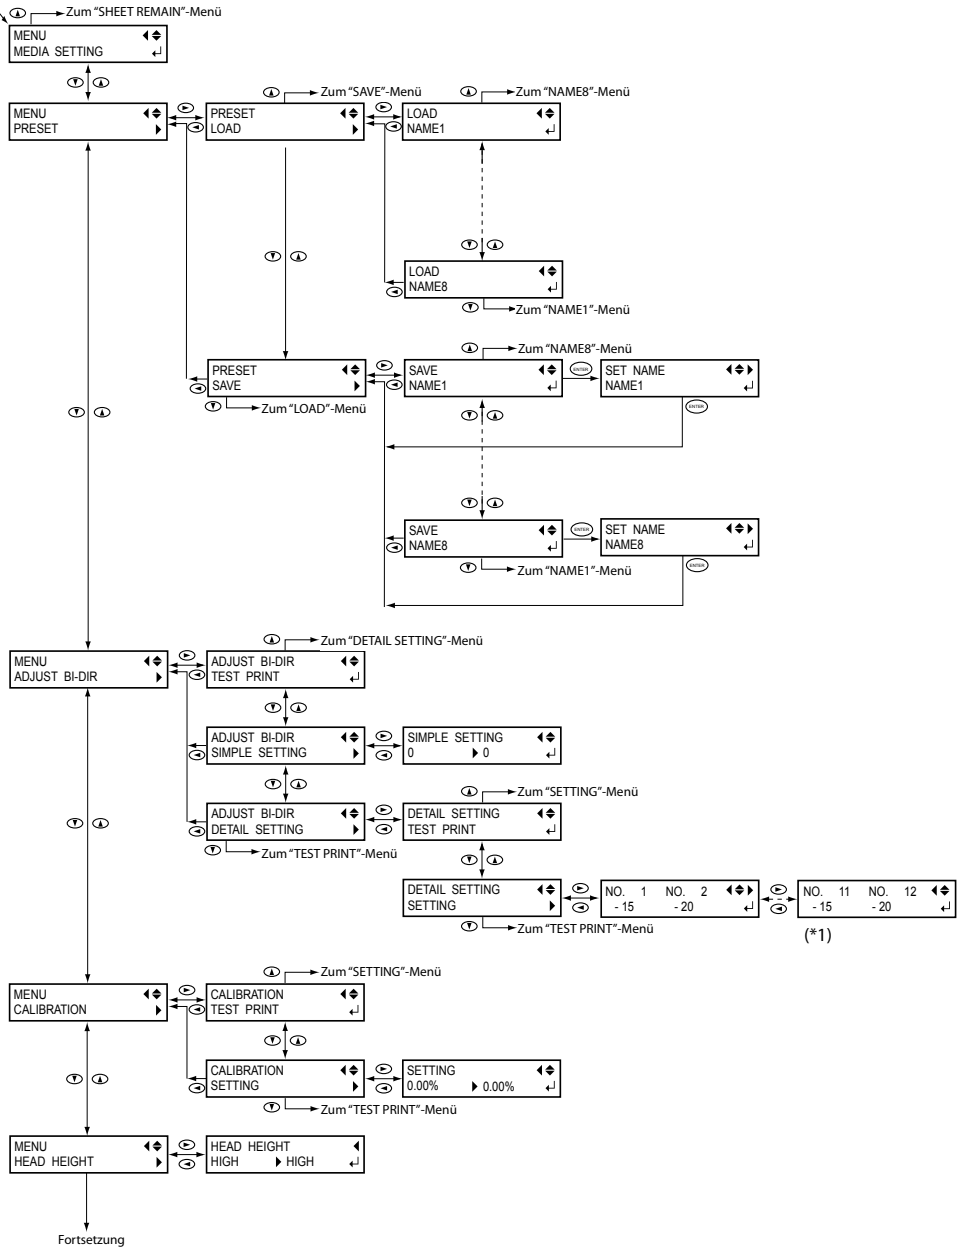 Zum "SHEET REMAIN"-Menü
MENU
MEDIA SETTING
Zum "SAVE"-Menü
Zum "NAME8"-Menü
MENU
PRESET
PRESET
LOAD
LOAD
NAME1
LOAD
NAME8
Zum "NAME1"-Menü
Zum "NAME8"-Menü
PRESET
SAVE
SAVE
NAME1
ENTER
SET NAME
NAME1
Zum "LOAD"-Menü
ENTER
SAVE
NAME8
ENTER
SET NAME
NAME8
Zum "NAME1"-Menü
ENTER
Zum "DETAIL SETTING"-Menü
MENU
ADJUST BI-DIR
ADJUST BI-DIR
TEST PRINT
ADJUST BI-DIR
SIMPLE SETTING
SIMPLE SETTING
0 0
Zum "SETTING"-Menü
ADJUST BI-DIR
DETAIL SETTING
DETAIL SETTING
TEST PRINT
Zum "TEST PRINT"-Menü
DETAIL SETTING
SETTING
NO. 1 NO. 2
- 15 - 20
NO. 11 NO. 12
- 15 - 20
Zum "TEST PRINT"-Menü
(*1)
Zum "SETTING"-Menü
MENU
CALIBRATION
CALIBRATION
TEST PRINT
CALIBRATION
SETTING
SETTING
0.00% 0.00%
Zum "TEST PRINT"-Menü
MENU
HEAD HEIGHT
HEAD HEIGHT
HIGH HIGH
Fortsetzung